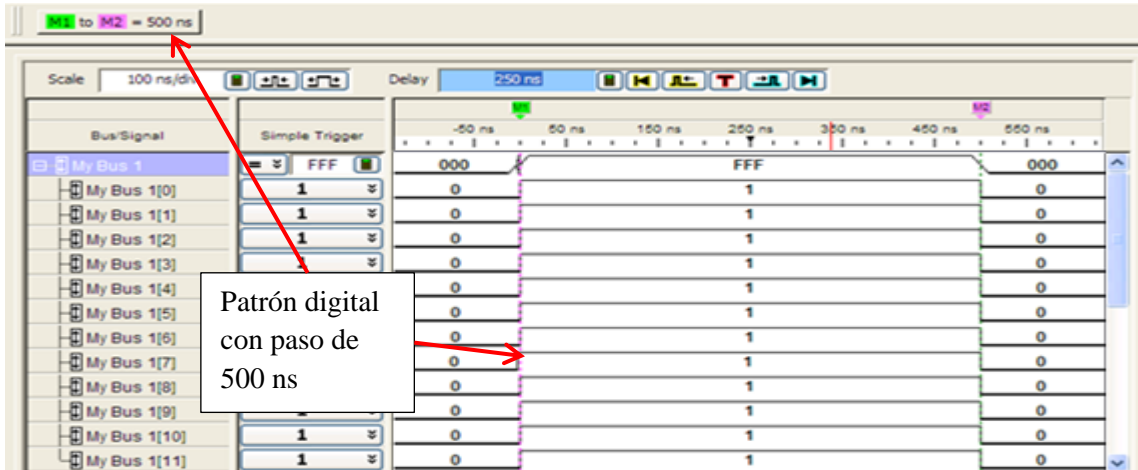 M1 to M2 = 500 ns
Scale 100 ns/div Delay 250 ns T
M1 M2
Bus/Signal Simple Trigger -50 ns 50 ns 150 ns 250 ns 350 ns 450 ns 550 ns
My Bus 1 = FFF 000 FFF 000
My Bus 1[0] 1 0 1 0
My Bus 1[1] 1 0 1 0
My Bus 1[2] 1 0 1 0
My Bus 1[3] 1 0 1 0
My Bus 1[4] 0 1 0
My Bus 1[5] 0 1 0
My Bus 1[6] 0 1 0
My Bus 1[7] 0 1 0
My Bus 1[8] 0 1 0
My Bus 1[9] 1 0 1 0
My Bus 1[10] 1 0 1 0
My Bus 1[11] 1 0 1 0
Patrón digital
con paso de
500 ns